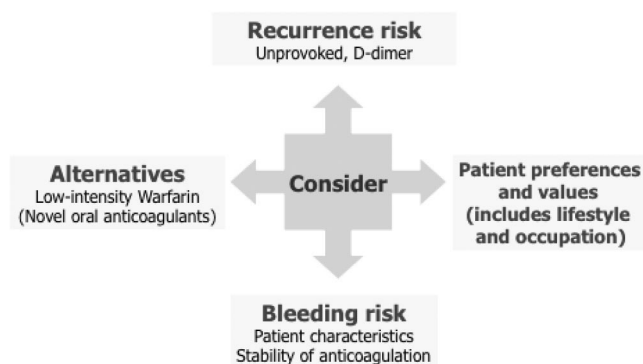 Recurrence risk
Unprovoked, D-dimer
Alternatives
Low-intensity Warfarin
(Novel oral anticoagulants)
Consider
Patient preferences
and values
(includes lifestyle
and occupation)
Bleeding risk
Patient characteristics
Stability of anticoagulation